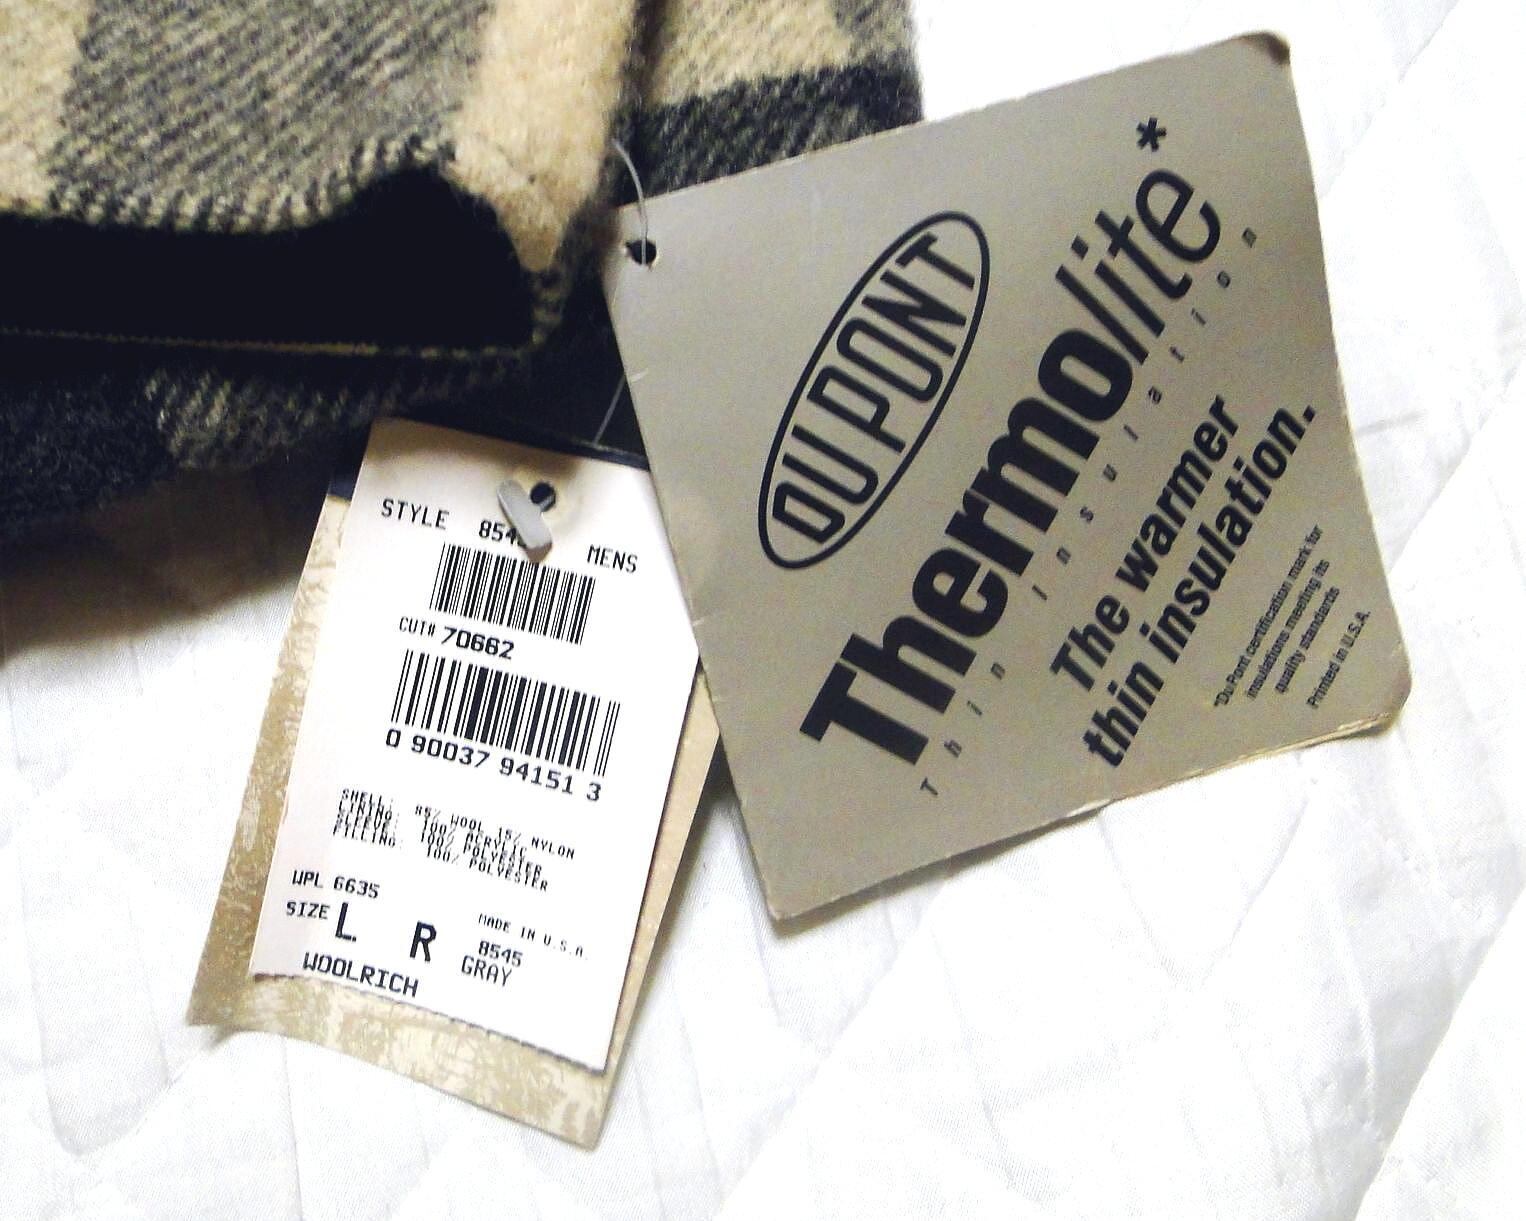 STYLE
MENS
CUT# 70662
0 90037 94151 3
SHELL: 85% WOOL 15% NYLON
LINING: 100% ACRYLIC
SLEEVE: 100% POLYESTER
FILLING: 100% POLYESTER
WPL 6635
SIZE L R
MADE IN U.S.A.
8545
GRAY
WOOLRICH
DU PONT
Thermolite*
Thin Insulation
The warmer
thin insulation.
*DuPont certification mark for
insulations meeting its
quality standards
Printed in U.S.A.